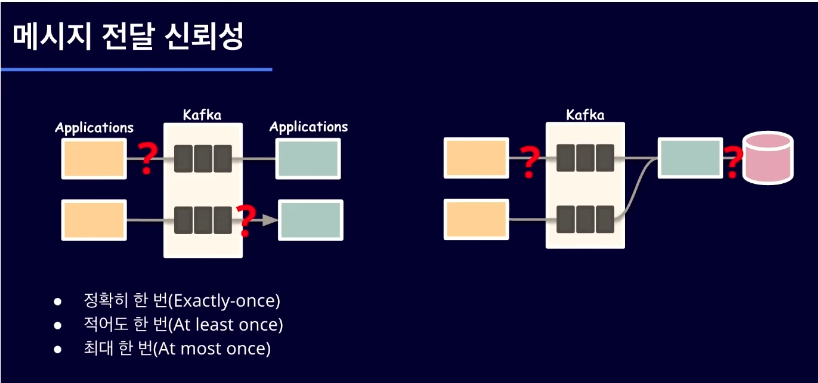 메시지 전달 신뢰성
Applications
Kafka
Applications
?
?
Kafka
?
?
● 정확히 한 번(Exactly-once)
● 적어도 한 번(At least once)
● 최대 한 번(At most once)